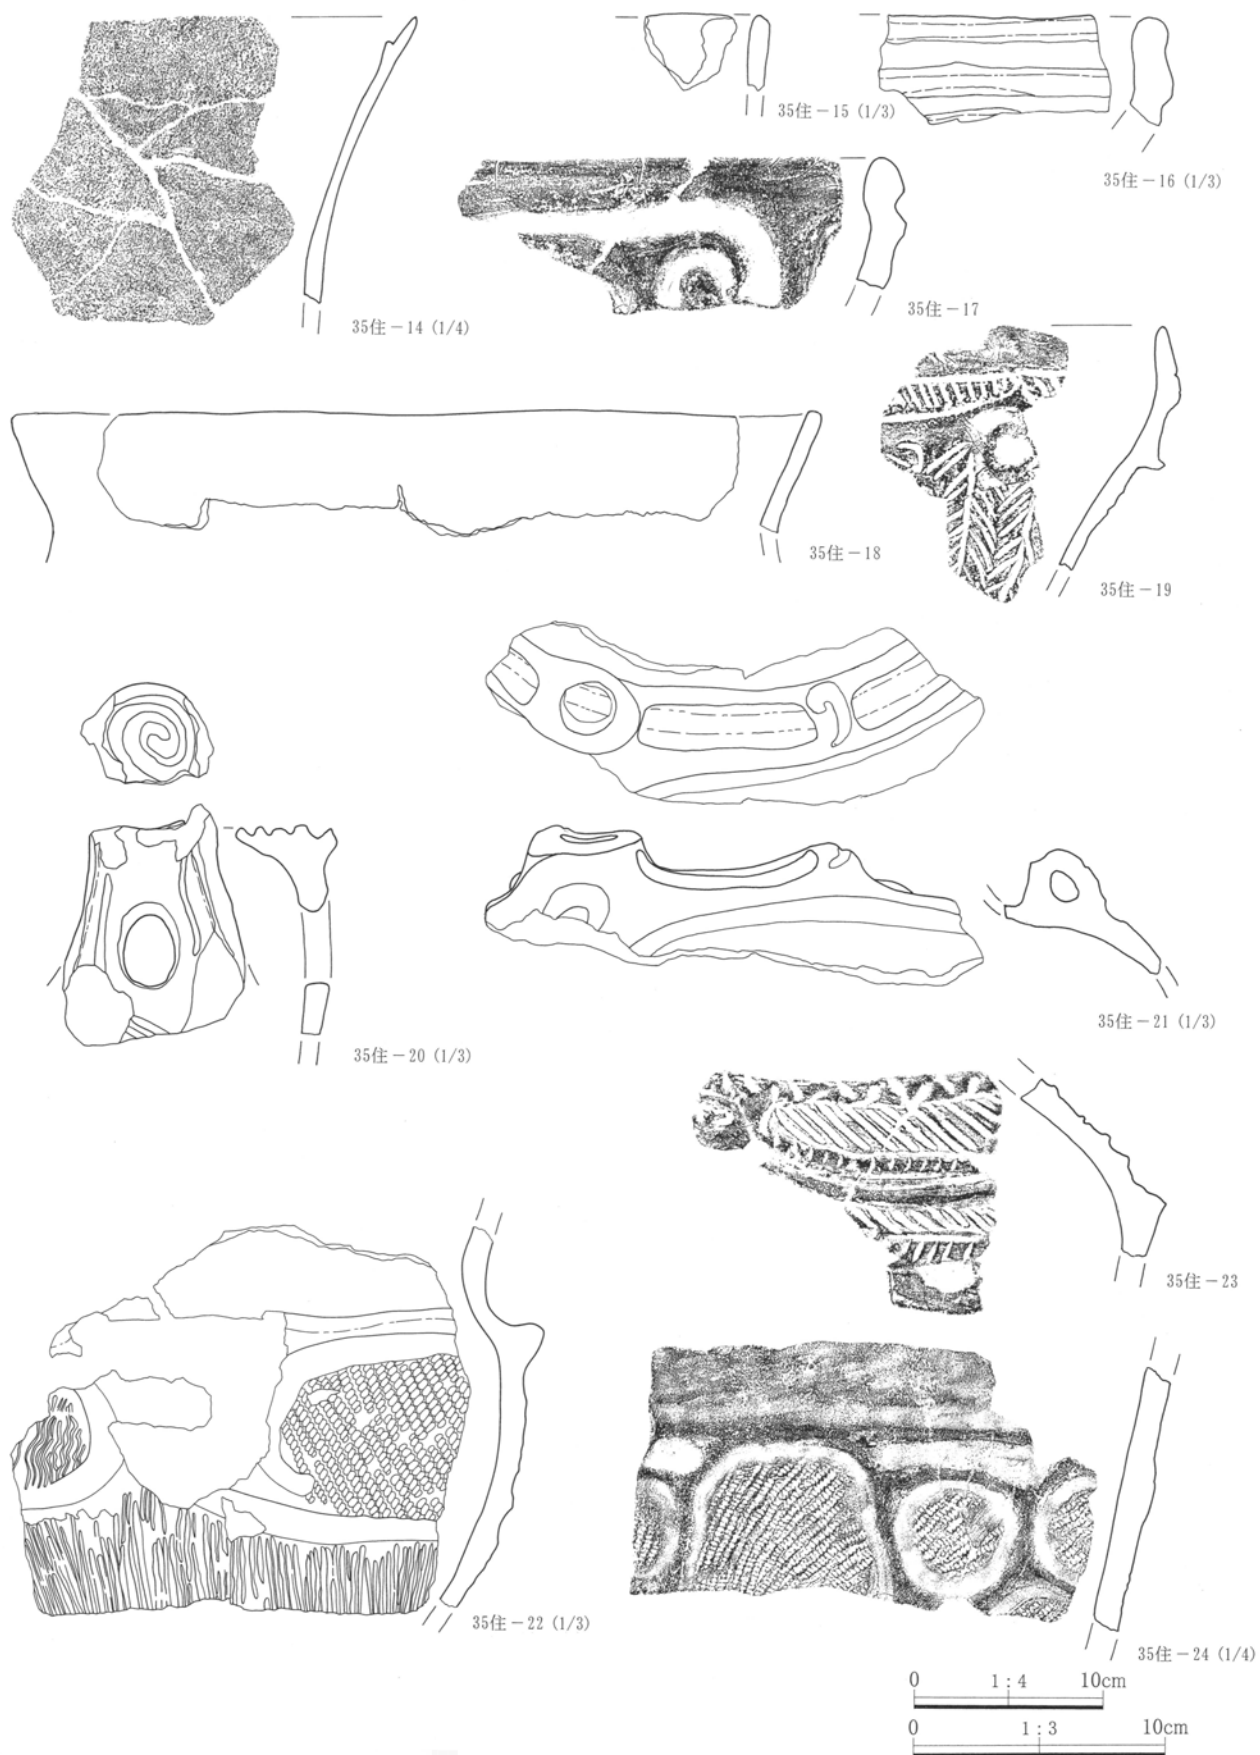 35住－15 (1/3)
35住－16 (1/3)
35住－14 (1/4)
35住－17
35住－18
35住－19
35住－20 (1/3)
35住－21 (1/3)
35住－23
35住－22 (1/3)
35住－24 (1/4)
0 1 : 4 10cm
0 1 : 3 10cm